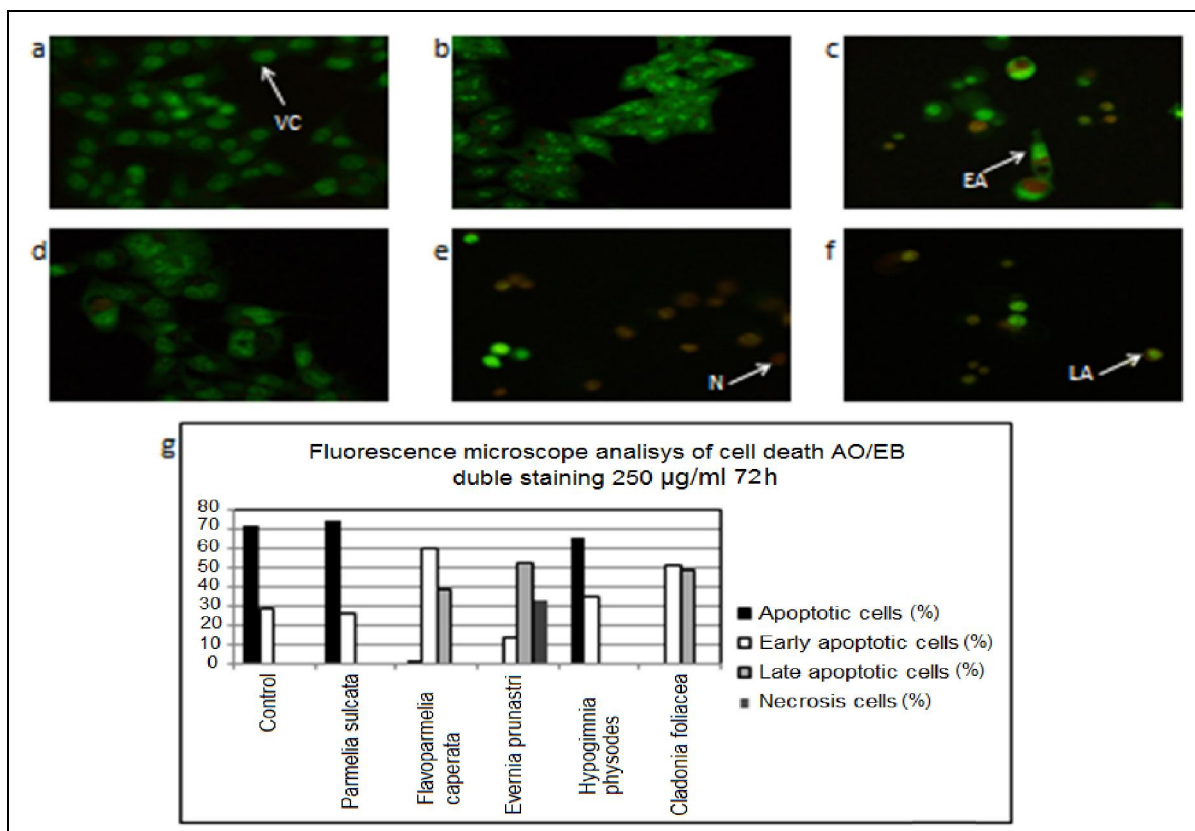 a
VC
b
c
EA
d
e
N
f
LA
g
Fluorescence microscope analisys of cell death AO/EB
duble staining 250 µg/ml 72h
80
70
60
50
40
30
20
10
0
Control
Parmelia sulcata
Flavoparmelia
caperata
Evernia prunastri
Hypogimnia
physodes
Cladonia foliacea
Apoptotic cells (%)
Early apoptotic cells (%)
Late apoptotic cells (%)
Necrosis cells (%)